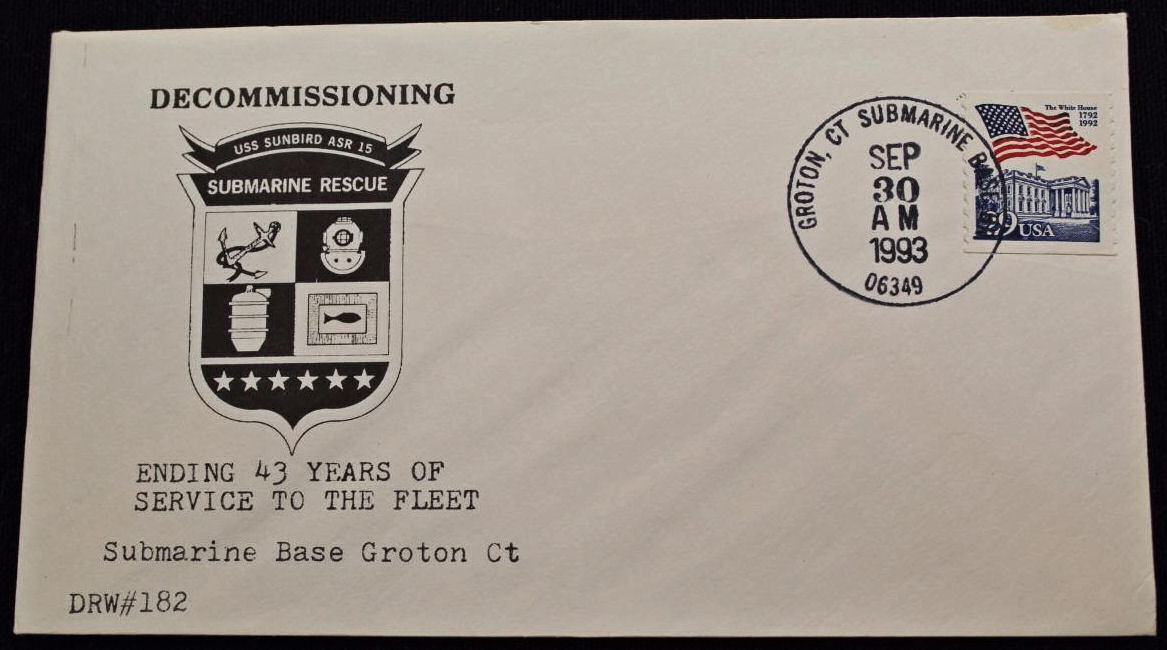 DECOMMISSIONING
USS SUNBIRD ASR 15
SUBMARINE RESCUE
ENDING 43 YEARS OF
SERVICE TO THE FLEET
Submarine Base Groton Ct
DRW#182
GROTON, CT SUBMARINE
SEP
30
AM
1993
06349
The White House
1792
1992
USA